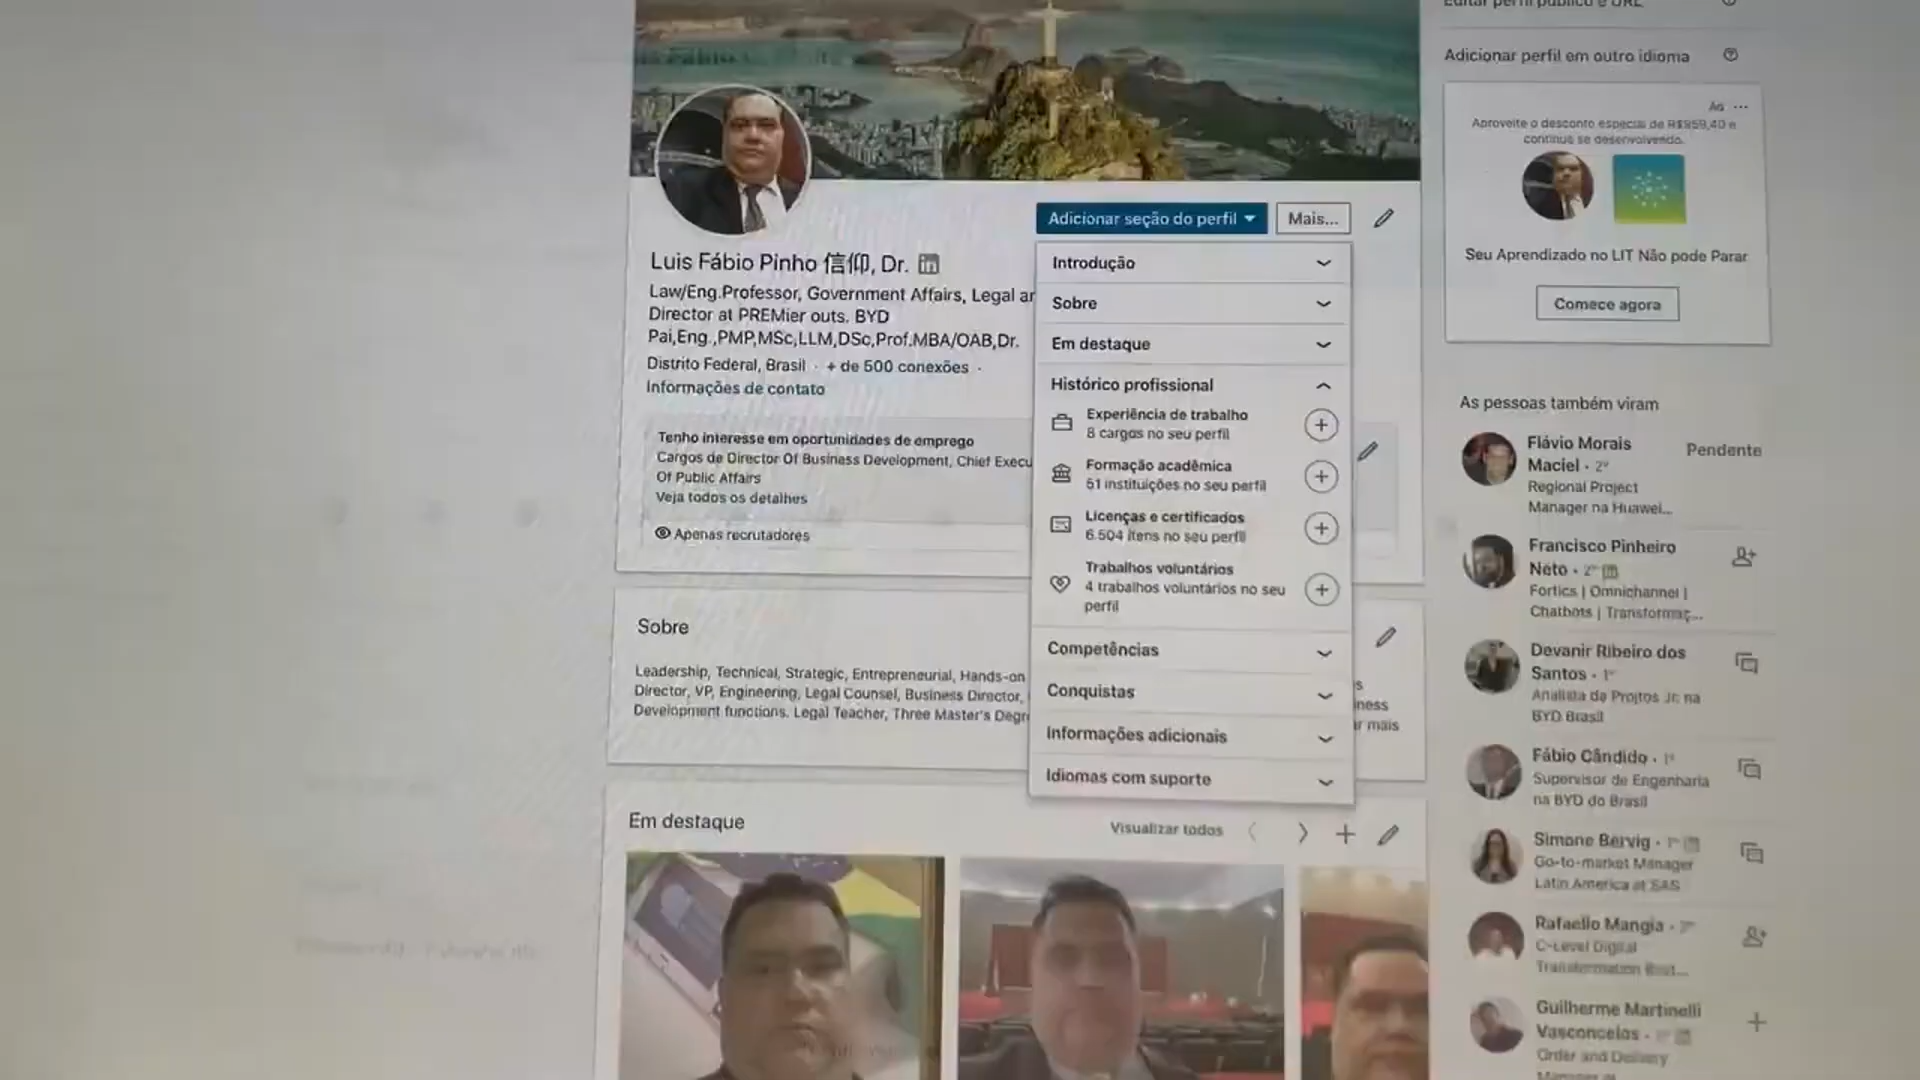 Editar perfil público e URL
Adicionar perfil em outro idioma
Ad ...
Aproveite o desconto especial de R$959,40 e
continue se desenvolvendo.
Seu Aprendizado no LIT Não pode Parar
Comece agora
Adicionar seção do perfil
Mais...
Luis Fábio Pinho 信仰, Dr.
Law/Eng.Professor, Government Affairs, Legal ar
Director at PREMier outs. BYD
Pai,Eng.,PMP,MSc,LLM,DSc,Prof.MBA/OAB,Dr.
Distrito Federal, Brasil · + de 500 conexões ·
Informações de contato
Tenho interesse em oportunidades de emprego
Cargos de Director Of Business Development, Chief Execu
Of Public Affairs
Veja todos os detalhes
Apenas recrutadores
Introdução
Sobre
Em destaque
Histórico profissional
Experiência de trabalho
8 cargos no seu perfil
Formação acadêmica
51 instituições no seu perfil
Licenças e certificados
6.504 itens no seu perfil
Trabalhos voluntários
4 trabalhos voluntários no seu
perfil
Competências
Conquistas
Informações adicionais
Idiomas com suporte
Sobre
Leadership, Technical, Strategic, Entrepreneurial, Hands-on
Director, VP, Engineering, Legal Counsel, Business Director,
Development functions. Legal Teacher, Three Master's Degr
s
ness
r mais
Em destaque
Visualizar todos
As pessoas também viram
Flávio Morais
Maciel · 2º
Pendente
Regional Project
Manager na Huawei...
Francisco Pinheiro
Neto · 2º
Fortics | Omnichannel |
Chatbots | Transformaç...
Devanir Ribeiro dos
Santos · 1º
Analista de Projtos Jr. na
BYD Brasil
Fábio Cândido · 1º
Supervisor de Engenharia
na BYD do Brasil
Simone Bervig · 1º
Go-to-market Manager
Latin America at SAS
Rafaello Mangia ·
C-Level Digital
Transformation
Guilherme Martinelli
Vasconcelos ·
Order and Delivery